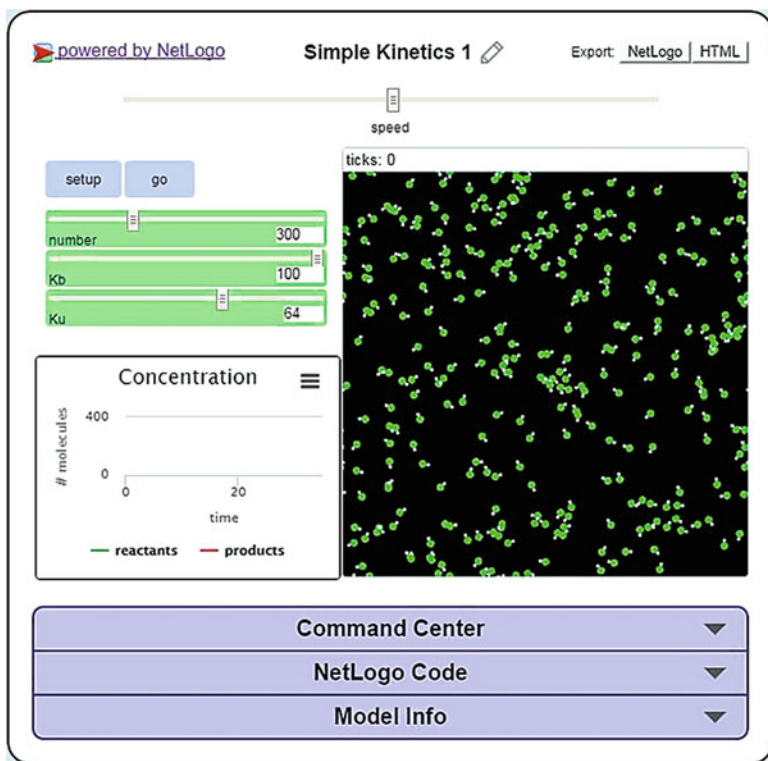 powered by NetLogo
Simple Kinetics 1
Export: NetLogo HTML
speed
ticks: 0
setup go
number 300
Kb 100
Ku 64
Concentration
# molecules
400
0
0 20
time
reactants products
Command Center
NetLogo Code
Model Info